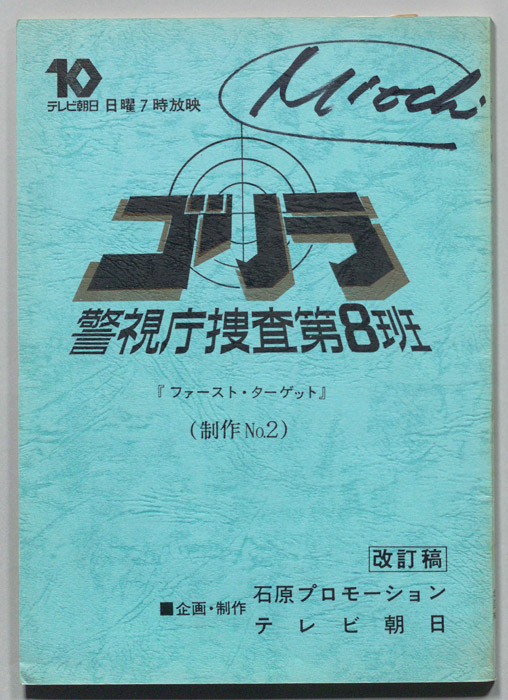 Miochi
10
テレビ朝日 日曜7時放映
ゴリラ
警視庁捜査第8班
『ファースト・ターゲット』
（制作No.2）
改訂稿
■企画・制作 石原プロモーション
テレビ朝日